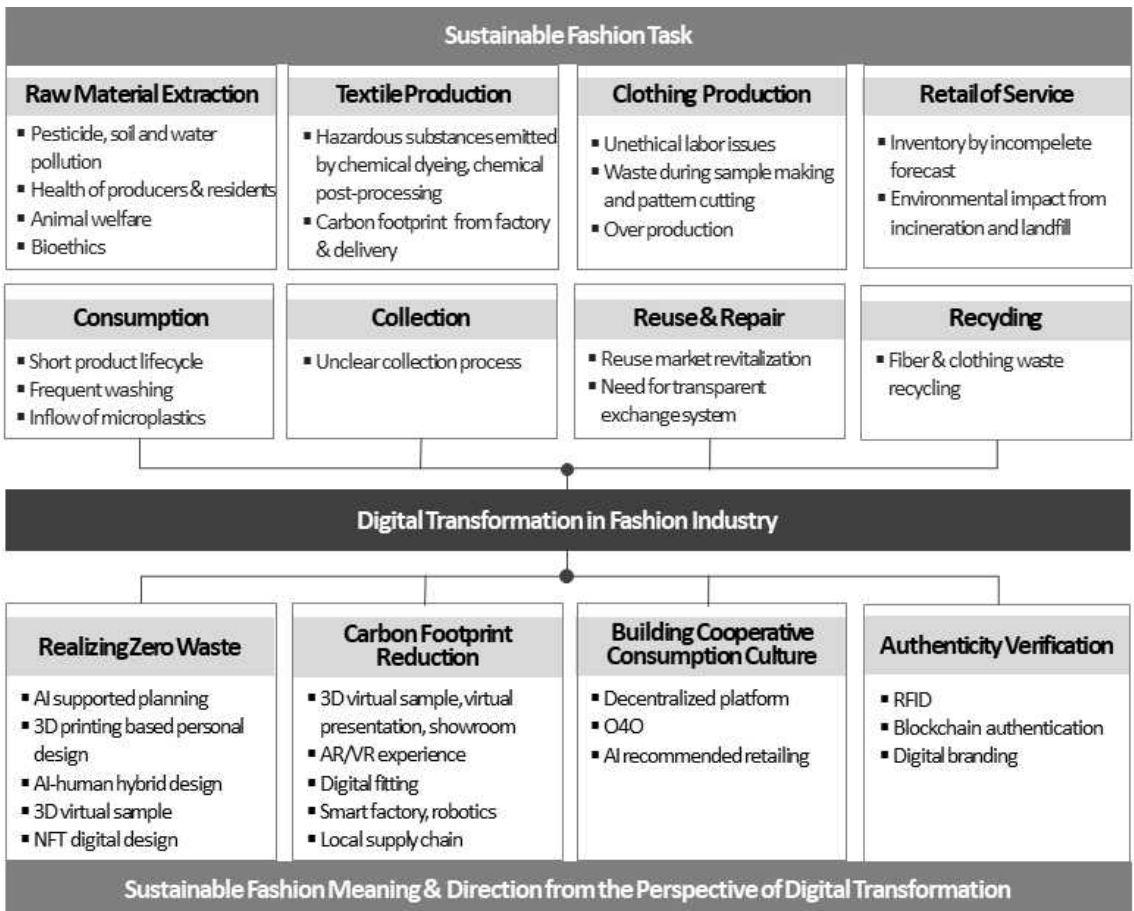 Sustainable Fashion Task
Raw Material Extraction
▪ Pesticide, soil and water
pollution
▪ Health of producers & residents
▪ Animal welfare
▪ Bioethics
Textile Production
▪ Hazardous substances emitted
by chemical dyeing, chemical
post-processing
▪ Carbon footprint from factory
& delivery
Clothing Production
▪ Unethical labor issues
▪ Waste during sample making
and pattern cutting
▪ Over production
Retail of Service
▪ Inventory by incompelete
forecast
▪ Environmental impact from
incineration and landfill
Consumption
▪ Short product lifecycle
▪ Frequent washing
▪ Inflow of microplastics
Collection
▪ Unclear collection process
Reuse & Repair
▪ Reuse market revitalization
▪ Need for transparent
exchange system
Recyding
▪ Fiber & clothing waste
recycling
Digital Transformation in Fashion Industry
Realizing Zero Waste
▪ AI supported planning
▪ 3D printing based personal
design
▪ AI-human hybrid design
▪ 3D virtual sample
▪ NFT digital design
Carbon Footprint
Reduction
▪ 3D virtual sample, virtual
presentation, showroom
▪ AR/VR experience
▪ Digital fitting
▪ Smart factory, robotics
▪ Local supply chain
Building Cooperative
Consumption Culture
▪ Decentralized platform
▪ O4O
▪ AI recommended retailing
Authenticity Verification
▪ RFID
▪ Blockchain authentication
▪ Digital branding
Sustainable Fashion Meaning & Direction from the Perspective of Digital Transformation